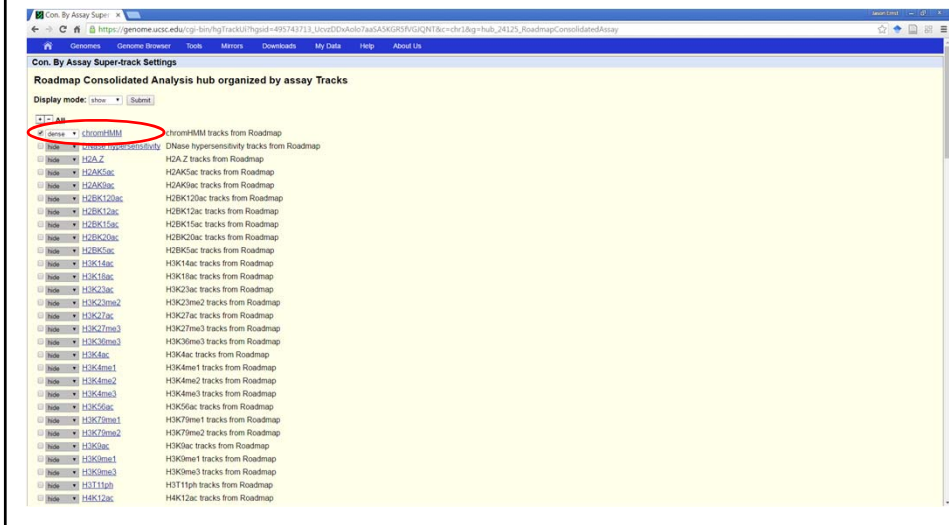 Con. By Assay Super
Jason Ernst
https://genome.ucsc.edu/cgi-bin/hgTrackUi?hgsid=495743713_UcvzDDxAolo7aaSA5KGR5fVGJQNT&c=chr1&g=hub_24125_RoadmapConsolidatedAssay
Genomes Genome Browser Tools Mirrors Downloads My Data Help About Us
Con. By Assay Super-track Settings
Roadmap Consolidated Analysis hub organized by assay Tracks
Display mode: show Submit
+ - All
dense chromHMM chromHMM tracks from Roadmap
hide DNase hypersensitivity DNase hypersensitivity tracks from Roadmap
hide H2A.Z H2A.Z tracks from Roadmap
hide H2AK5ac H2AK5ac tracks from Roadmap
hide H2AK9ac H2AK9ac tracks from Roadmap
hide H2BK120ac H2BK120ac tracks from Roadmap
hide H2BK12ac H2BK12ac tracks from Roadmap
hide H2BK15ac H2BK15ac tracks from Roadmap
hide H2BK20ac H2BK20ac tracks from Roadmap
hide H2BK5ac H2BK5ac tracks from Roadmap
hide H3K14ac H3K14ac tracks from Roadmap
hide H3K18ac H3K18ac tracks from Roadmap
hide H3K23ac H3K23ac tracks from Roadmap
hide H3K23me2 H3K23me2 tracks from Roadmap
hide H3K27ac H3K27ac tracks from Roadmap
hide H3K27me3 H3K27me3 tracks from Roadmap
hide H3K36me3 H3K36me3 tracks from Roadmap
hide H3K4ac H3K4ac tracks from Roadmap
hide H3K4me1 H3K4me1 tracks from Roadmap
hide H3K4me2 H3K4me2 tracks from Roadmap
hide H3K4me3 H3K4me3 tracks from Roadmap
hide H3K56ac H3K56ac tracks from Roadmap
hide H3K79me1 H3K79me1 tracks from Roadmap
hide H3K79me2 H3K79me2 tracks from Roadmap
hide H3K9ac H3K9ac tracks from Roadmap
hide H3K9me1 H3K9me1 tracks from Roadmap
hide H3K9me3 H3K9me3 tracks from Roadmap
hide H3T11ph H3T11ph tracks from Roadmap
hide H4K12ac H4K12ac tracks from Roadmap